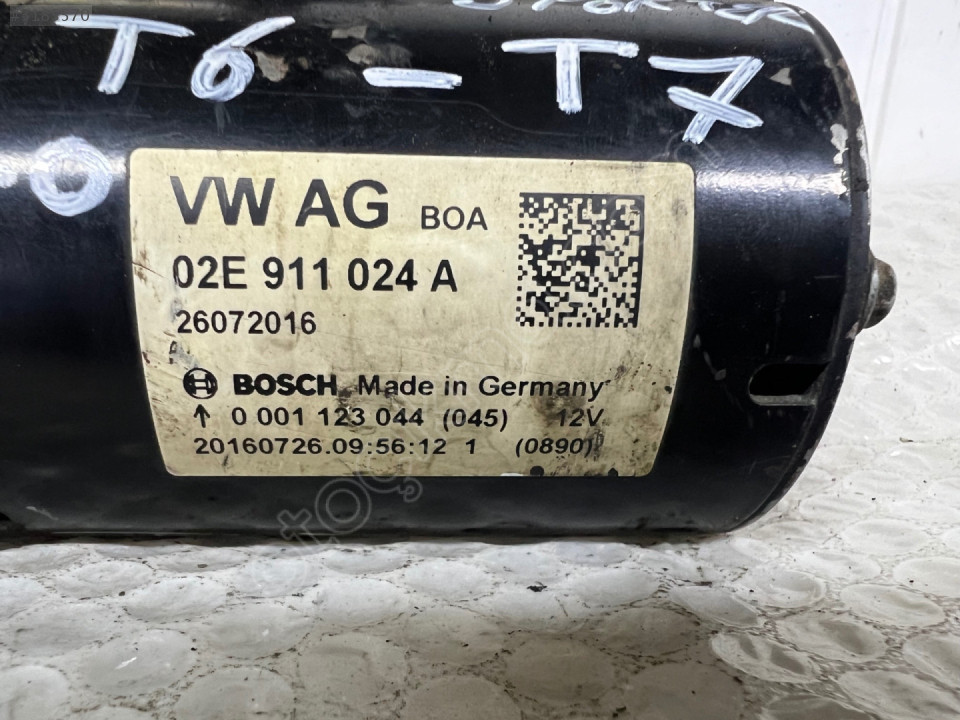 T6 - T7
VW AG BOA
02E 911 024 A
26072016
BOSCH Made in Germany
↑ 0 001 123 044 (045) 12V
20160726.09:56:12 1 (0890)